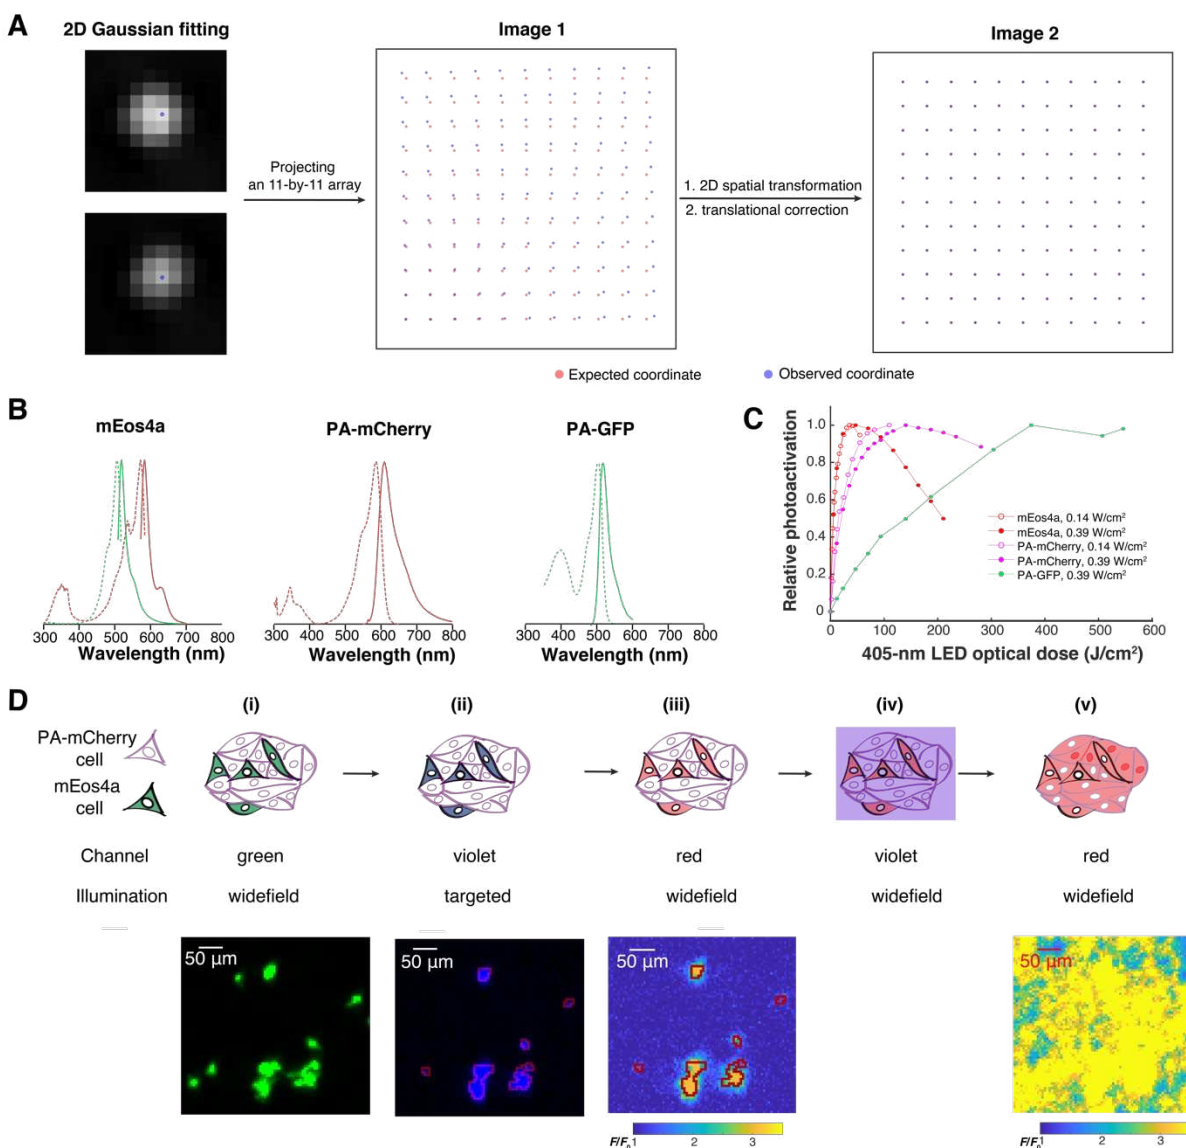 A
2D Gaussian fitting
Image 1
Image 2
Projecting
an 11-by-11 array
1. 2D spatial transformation
2. translational correction
Expected coordinate
Observed coordinate
B
mEos4a
PA-mCherry
PA-GFP
300 400 500 600 700 800
300 400 500 600 700 800
400 500 600 700 800
Wavelength (nm)
Wavelength (nm)
Wavelength (nm)
C
Relative photoactivation
1.0
0.8
0.6
0.4
0.2
0
mEos4a, 0.14 W/cm²
mEos4a, 0.39 W/cm²
PA-mCherry, 0.14 W/cm²
PA-mCherry, 0.39 W/cm²
PA-GFP, 0.39 W/cm²
0 100 200 300 400 500 600
405-nm LED optical dose (J/cm²)
D
(i) (ii) (iii) (iv) (v)
PA-mCherry
cell
mEos4a
cell
Channel green violet red violet red
Illumination widefield targeted widefield widefield widefield
50 µm
50 µm
50 µm
50 µm
F/F₀ 1 2 3
F/F₀ 1 2 3